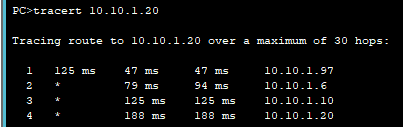 PC>tracert 10.10.1.20
Tracing route to 10.10.1.20 over a maximum of 30 hops:
1 125 ms 47 ms 47 ms 10.10.1.97
2 * 79 ms 94 ms 10.10.1.6
3 * 125 ms 125 ms 10.10.1.10
4 * 188 ms 188 ms 10.10.1.20